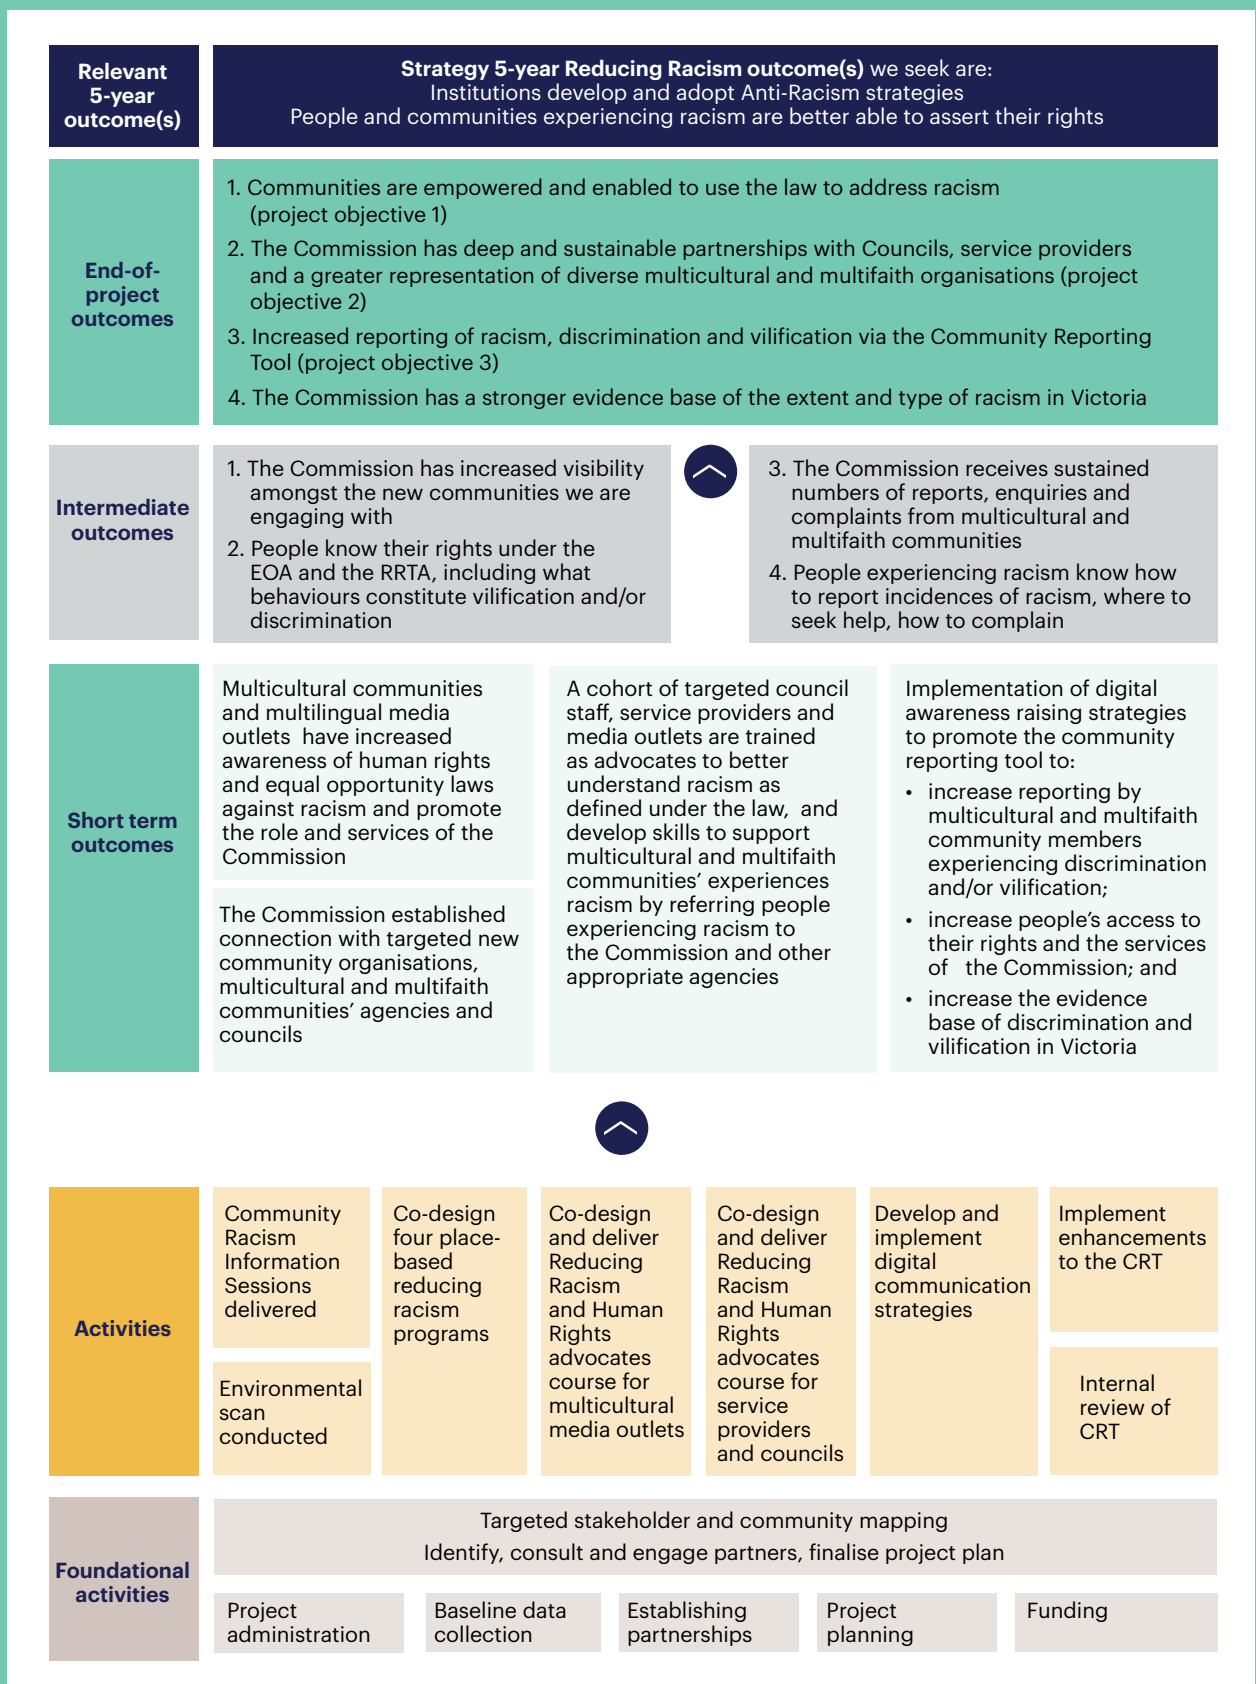 Relevant
5-year
outcome(s)
Strategy 5-year Reducing Racism outcome(s) we seek are:
Institutions develop and adopt Anti-Racism strategies
People and communities experiencing racism are better able to assert their rights
End-of-
project
outcomes
1. Communities are empowered and enabled to use the law to address racism
(project objective 1)
2. The Commission has deep and sustainable partnerships with Councils, service providers
and a greater representation of diverse multicultural and multifaith organisations (project
objective 2)
3. Increased reporting of racism, discrimination and vilification via the Community Reporting
Tool (project objective 3)
4. The Commission has a stronger evidence base of the extent and type of racism in Victoria
Intermediate
outcomes
1. The Commission has increased visibility
amongst the new communities we are
engaging with
2. People know their rights under the
EOA and the RRTA, including what
behaviours constitute vilification and/or
discrimination
3. The Commission receives sustained
numbers of reports, enquiries and
complaints from multicultural and
multifaith communities
4. People experiencing racism know how
to report incidences of racism, where to
seek help, how to complain
Short term
outcomes
Multicultural communities
and multilingual media
outlets have increased
awareness of human rights
and equal opportunity laws
against racism and promote
the role and services of the
Commission
The Commission established
connection with targeted new
community organisations,
multicultural and multifaith
communities' agencies and
councils
A cohort of targeted council
staff, service providers and
media outlets are trained
as advocates to better
understand racism as
defined under the law, and
develop skills to support
multicultural and multifaith
communities' experiences
racism by referring people
experiencing racism to
the Commission and other
appropriate agencies
Implementation of digital
awareness raising strategies
to promote the community
reporting tool to:
• increase reporting by
multicultural and multifaith
community members
experiencing discrimination
and/or vilification;
• increase people's access to
their rights and the services
of the Commission; and
• increase the evidence
base of discrimination and
vilification in Victoria
Activities
Community
Racism
Information
Sessions
delivered
Environmental
scan
conducted
Co-design
four place-
based
reducing
racism
programs
Co-design
and deliver
Reducing
Racism
and Human
Rights
advocates
course for
multicultural
media outlets
Co-design
and deliver
Reducing
Racism
and Human
Rights
advocates
course for
service
providers
and councils
Develop and
implement
digital
communication
strategies
Implement
enhancements
to the CRT
Internal
review of
CRT
Foundational
activities
Targeted stakeholder and community mapping
Identify, consult and engage partners, finalise project plan
Project
administration
Baseline data
collection
Establishing
partnerships
Project
planning
Funding